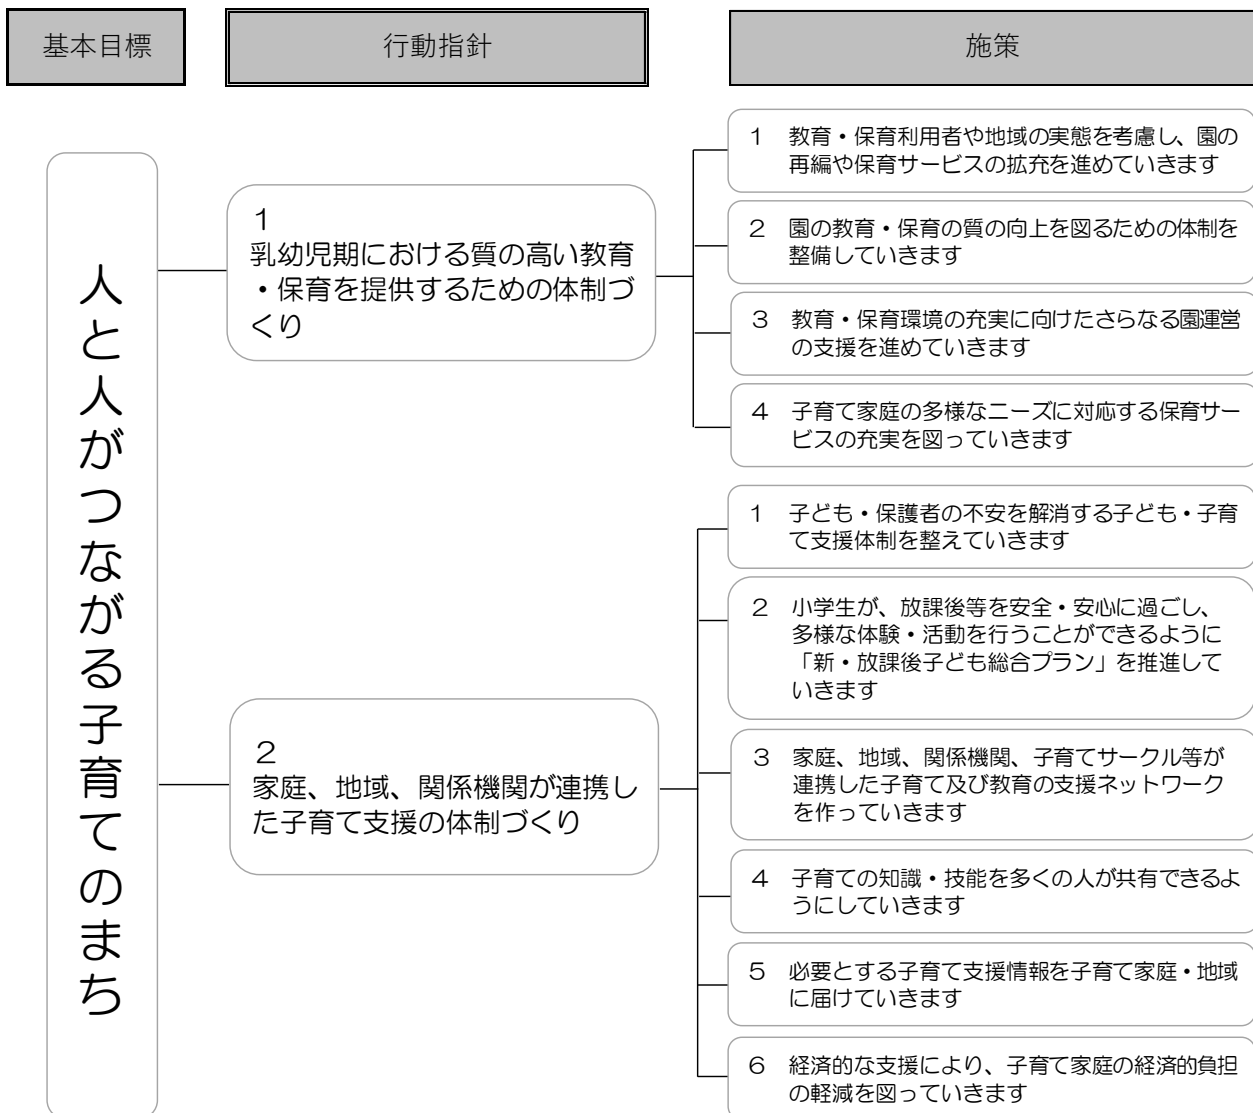 基本目標
行動指針
施策
人と人がつながる子育てのまち
1
乳幼児期における質の高い教育
・保育を提供するための体制づ
くり
1 教育・保育利用者や地域の実態を考慮し、園の
再編や保育サービスの拡充を進めていきます
2 園の教育・保育の質の向上を図るための体制を
整備していきます
3 教育・保育環境の充実に向けたさらなる園運営
の支援を進めていきます
4 子育て家庭の多様なニーズに対応する保育サー
ビスの充実を図っていきます
2
家庭、地域、関係機関が連携し
た子育て支援の体制づくり
1 子ども・保護者の不安を解消する子ども・子育
て支援体制を整えていきます
2 小学生が、放課後等を安全・安心に過ごし、
多様な体験・活動を行うことができるように
「新・放課後子ども総合プラン」を推進して
いきます
3 家庭、地域、関係機関、子育てサークル等が
連携した子育て及び教育の支援ネットワーク
を作っていきます
4 子育ての知識・技能を多くの人が共有できるよ
うにしていきます
5 必要とする子育て支援情報を子育て家庭・地域
に届けていきます
6 経済的な支援により、子育て家庭の経済的負担
の軽減を図っていきます